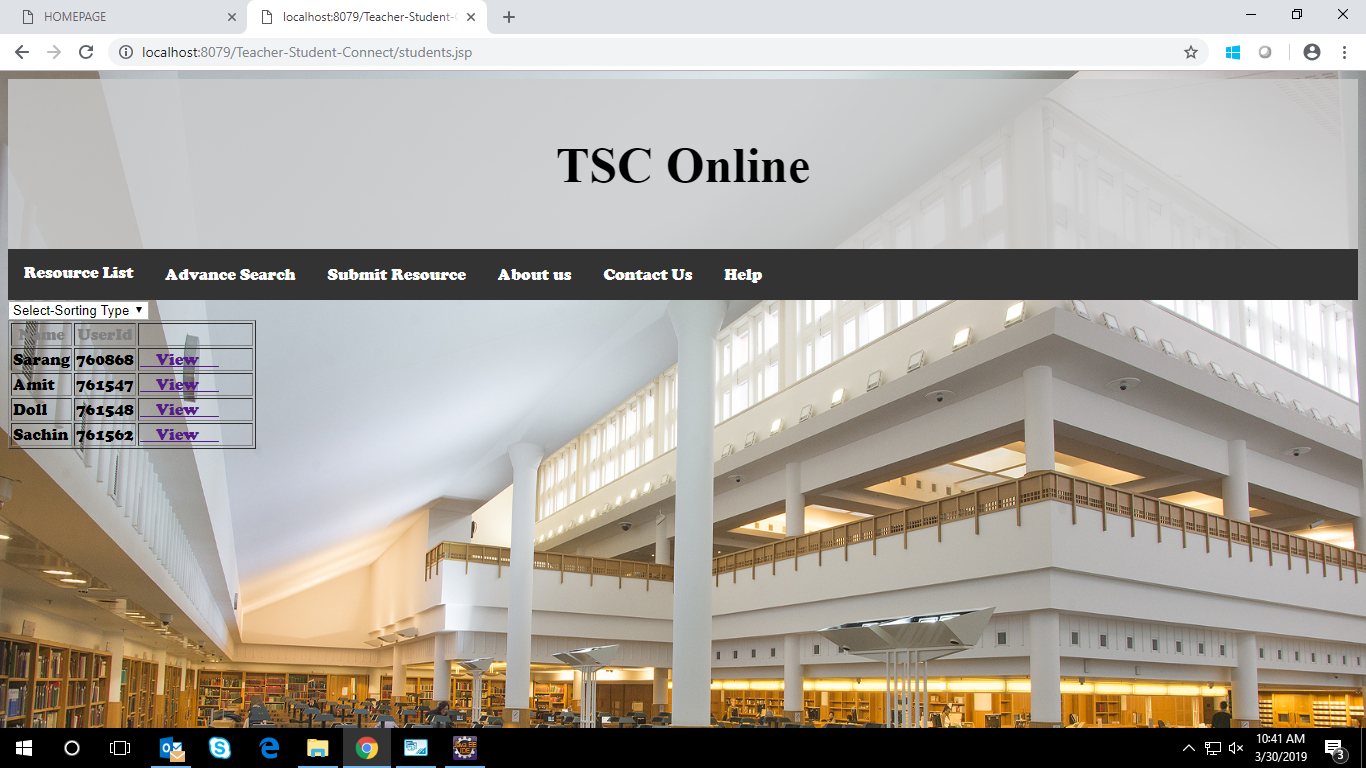 HOMEPAGE
localhost:8079/Teacher-Student-C
localhost:8079/Teacher-Student-Connect/students.jsp
TSC Online
Resource List Advance Search Submit Resource About us Contact Us Help
Select-Sorting Type
Name UserId
Sarang 760868 View
Amit 761547 View
Doll 761548 View
Sachin 761562 View
10:41 AM
3/30/2019
3